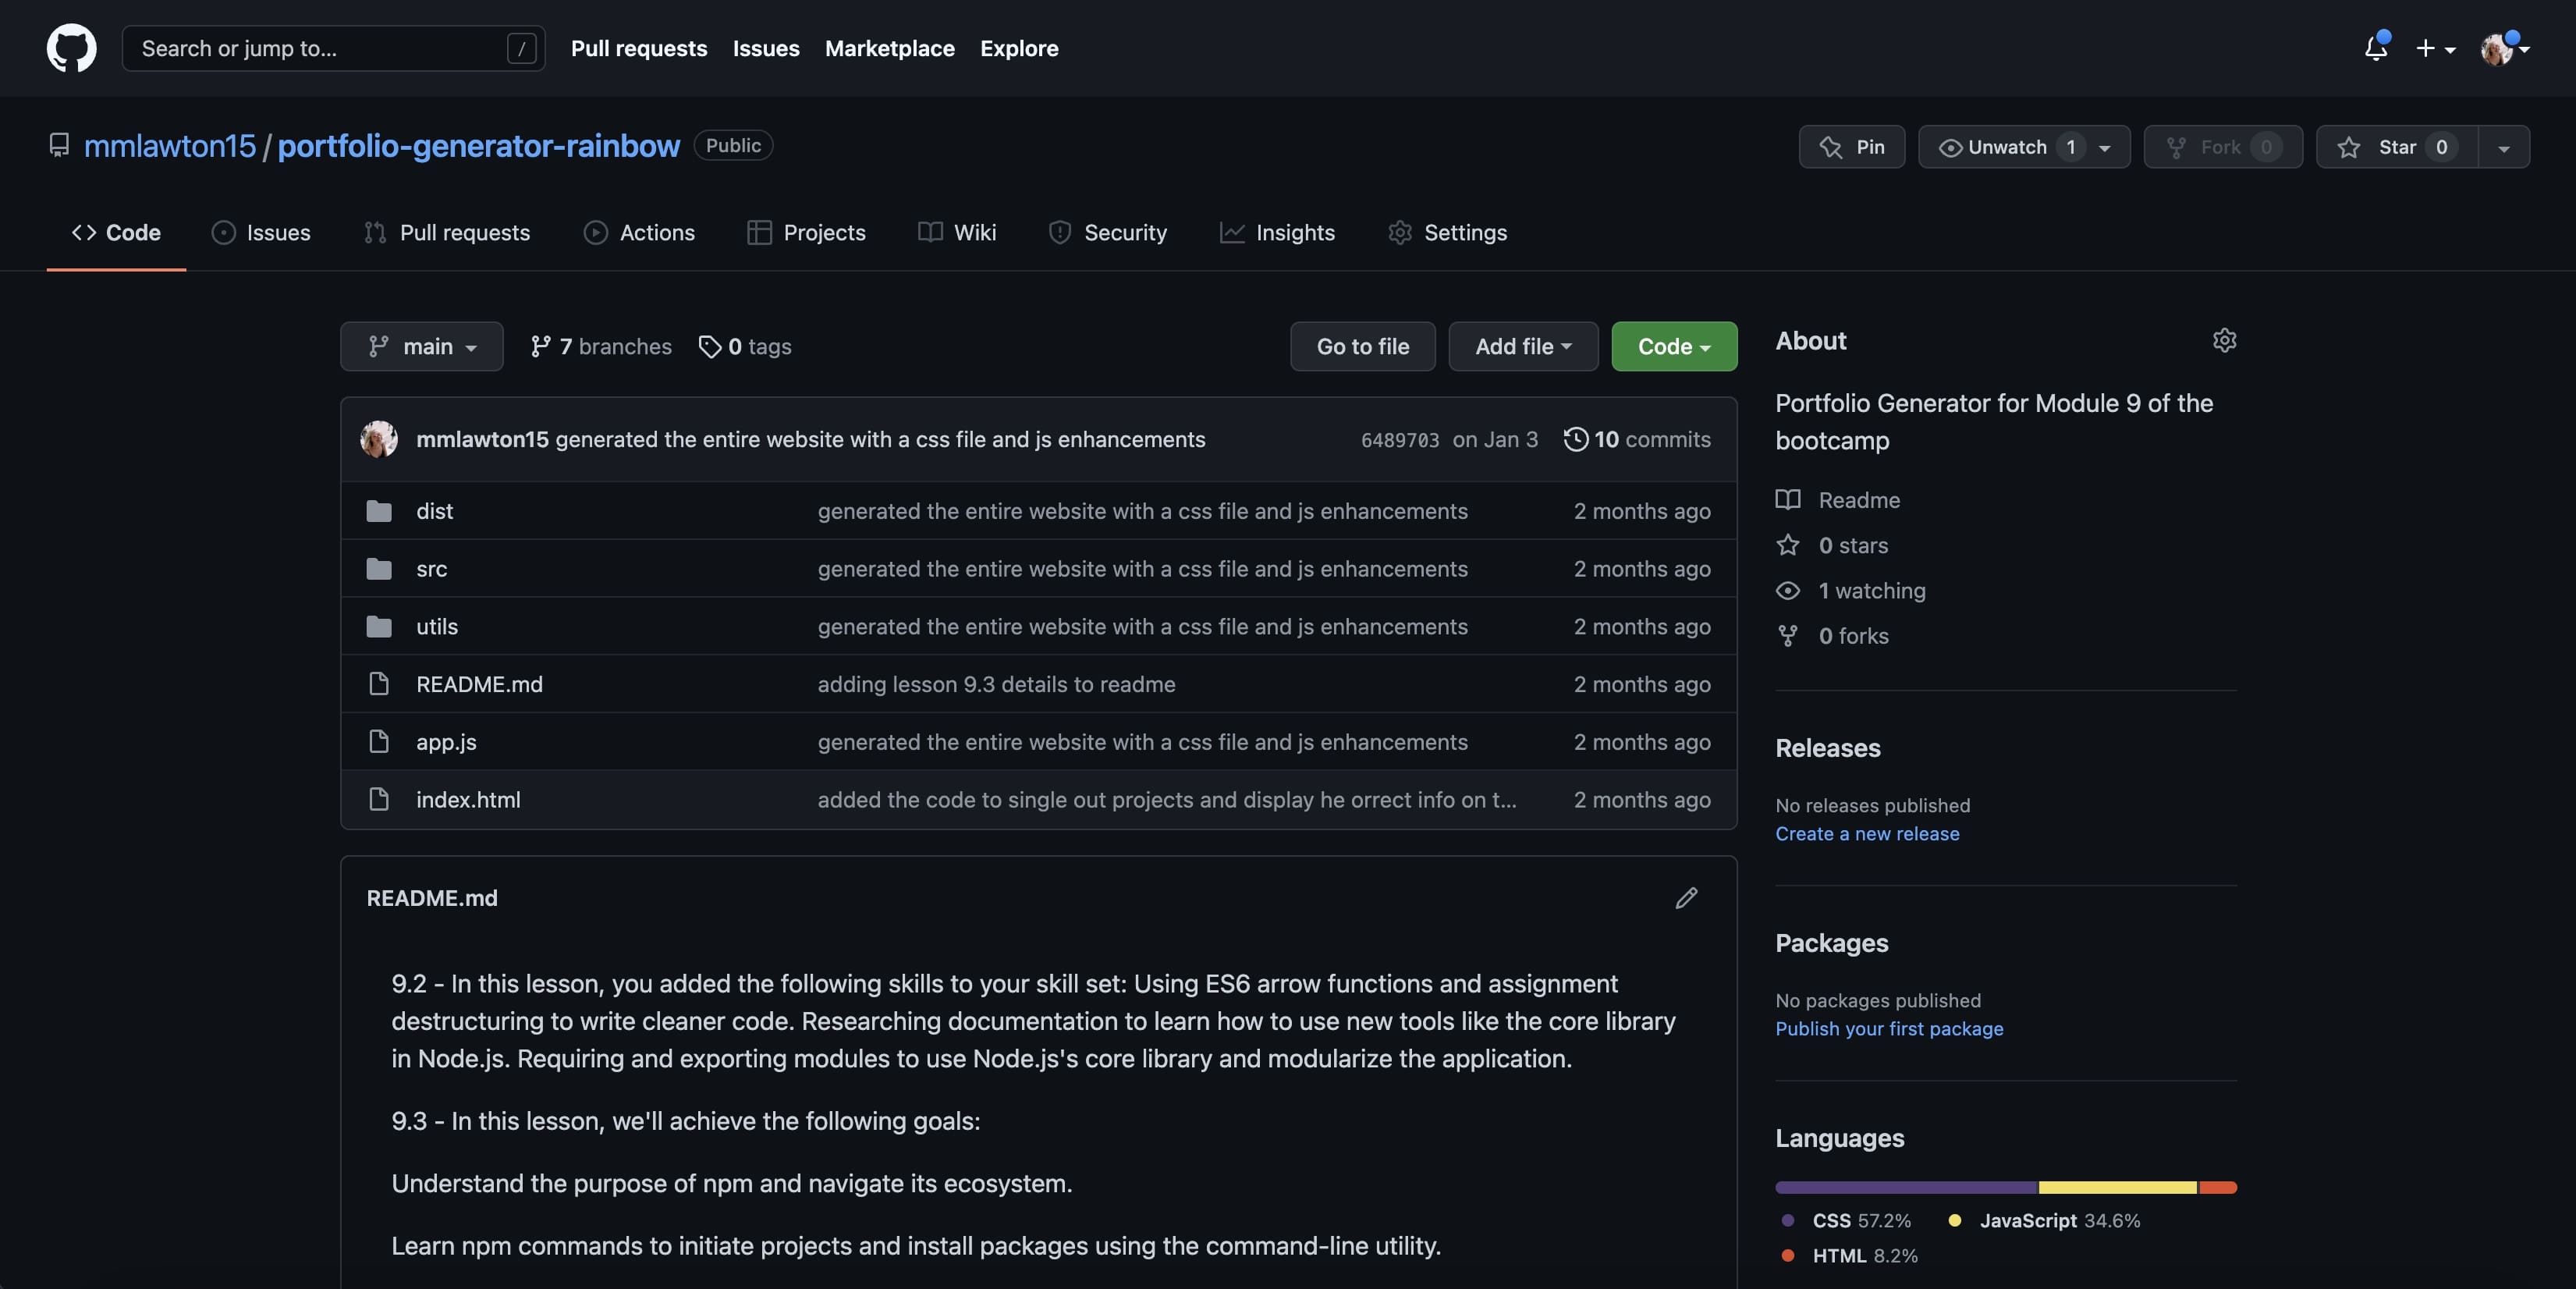 Search or jump to... /
Pull requests Issues Marketplace Explore
mmlawton15 / portfolio-generator-rainbow Public
Pin Unwatch 1 Fork 0 Star 0
Code Issues Pull requests Actions Projects Wiki Security Insights Settings
main 7 branches 0 tags
Go to file Add file Code
mmlawton15 generated the entire website with a css file and js enhancements 6489703 on Jan 3 10 commits
dist generated the entire website with a css file and js enhancements 2 months ago
src generated the entire website with a css file and js enhancements 2 months ago
utils generated the entire website with a css file and js enhancements 2 months ago
README.md adding lesson 9.3 details to readme 2 months ago
app.js generated the entire website with a css file and js enhancements 2 months ago
index.html added the code to single out projects and display he orrect info on t... 2 months ago
README.md
9.2 - In this lesson, you added the following skills to your skill set: Using ES6 arrow functions and assignment
destructuring to write cleaner code. Researching documentation to learn how to use new tools like the core library
in Node.js. Requiring and exporting modules to use Node.js's core library and modularize the application.
9.3 - In this lesson, we'll achieve the following goals:
Understand the purpose of npm and navigate its ecosystem.
Learn npm commands to initiate projects and install packages using the command-line utility.
About
Portfolio Generator for Module 9 of the
bootcamp
Readme
0 stars
1 watching
0 forks
Releases
No releases published
Create a new release
Packages
No packages published
Publish your first package
Languages
CSS 57.2% JavaScript 34.6%
HTML 8.2%